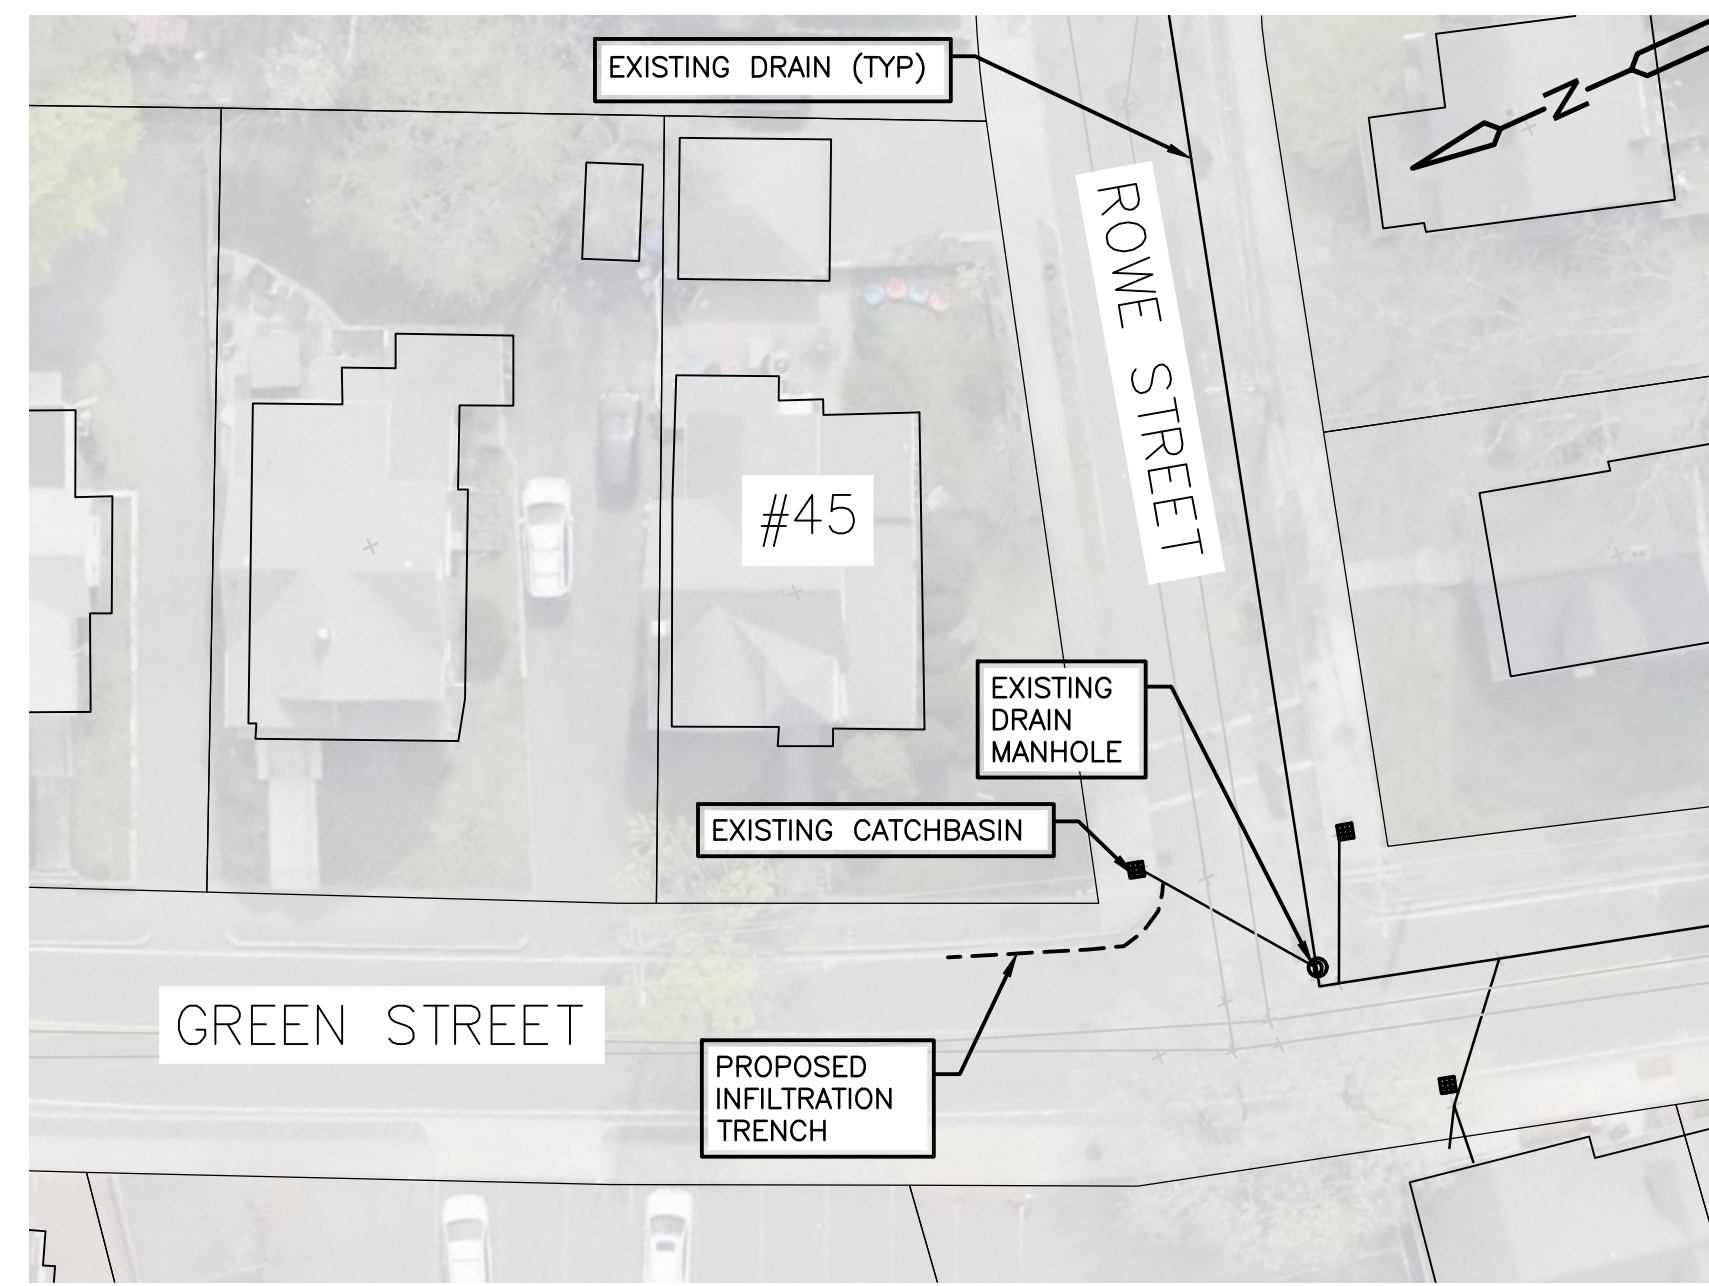 EXISTING DRAIN (TYP)
N
ROWE STREET
#45
EXISTING
DRAIN
MANHOLE
EXISTING CATCHBASIN
GREEN STREET
PROPOSED
INFILTRATION
TRENCH